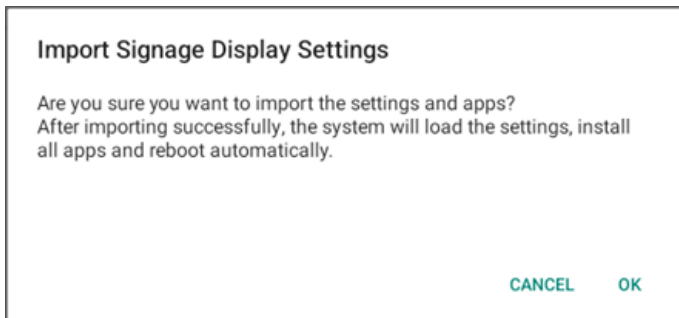 Import Signage Display Settings
Are you sure you want to import the settings and apps?
After importing successfully, the system will load the settings, install
all apps and reboot automatically.
CANCEL OK